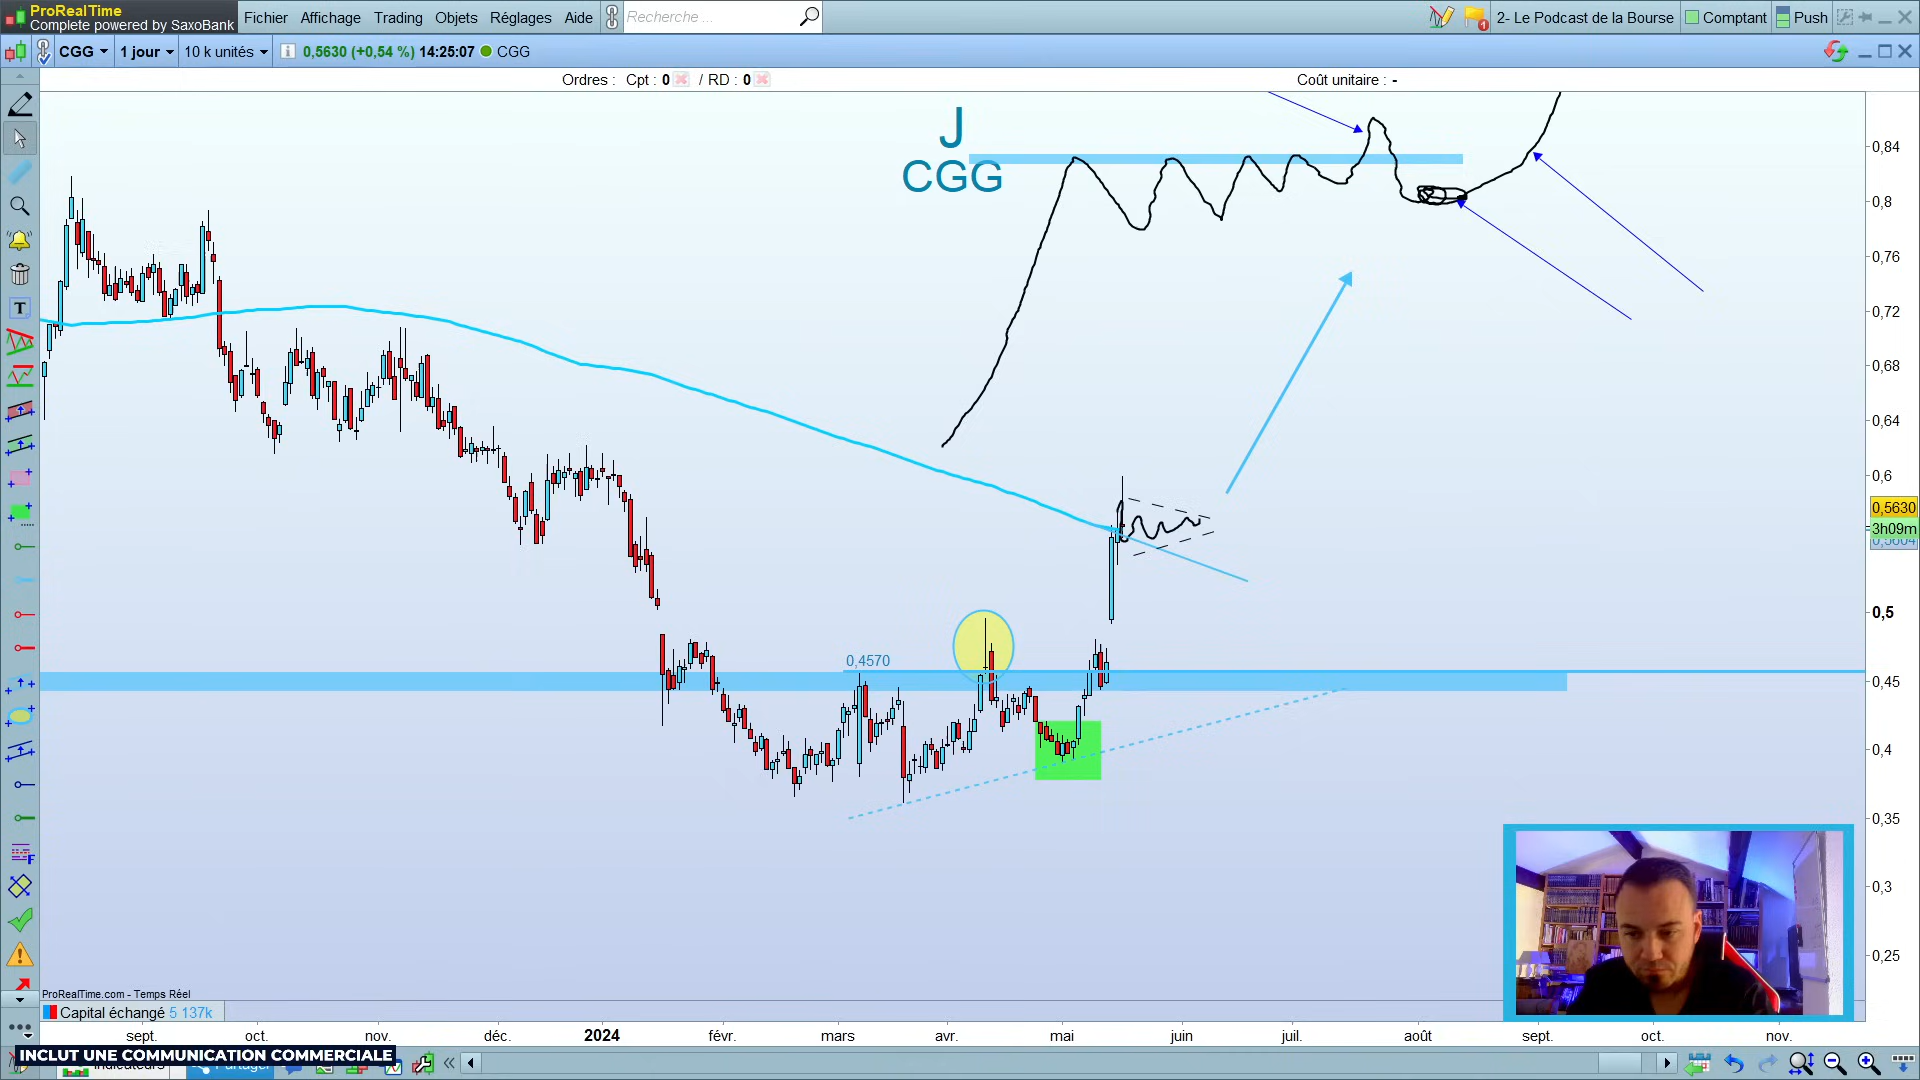 ProRealTime
Complete powered by SaxoBank
Fichier Affichage Trading Objets Réglages Aide
Recherche ...
1
2- Le Podcast de la Bourse
Comptant
Push
CGG
1 jour
10 k unités
0,5630 (+0,54 %) 14:25:07
CGG
Ordres : Cpt : 0 / RD : 0
Coût unitaire : -
J
CGG
0,84
0,8
0,76
0,72
0,68
0,64
0,6
0,5630
3h09m
0,5
0,45
0,4
0,35
0,3
0,25
0,4570
T
F
ProRealTime.com - Temps Réel
Capital échangé 5 137k
sept. oct. nov. déc. 2024 févr. mars avr. mai juin juil. août sept. oct. nov.
INCLUT UNE COMMUNICATION COMMERCIALE